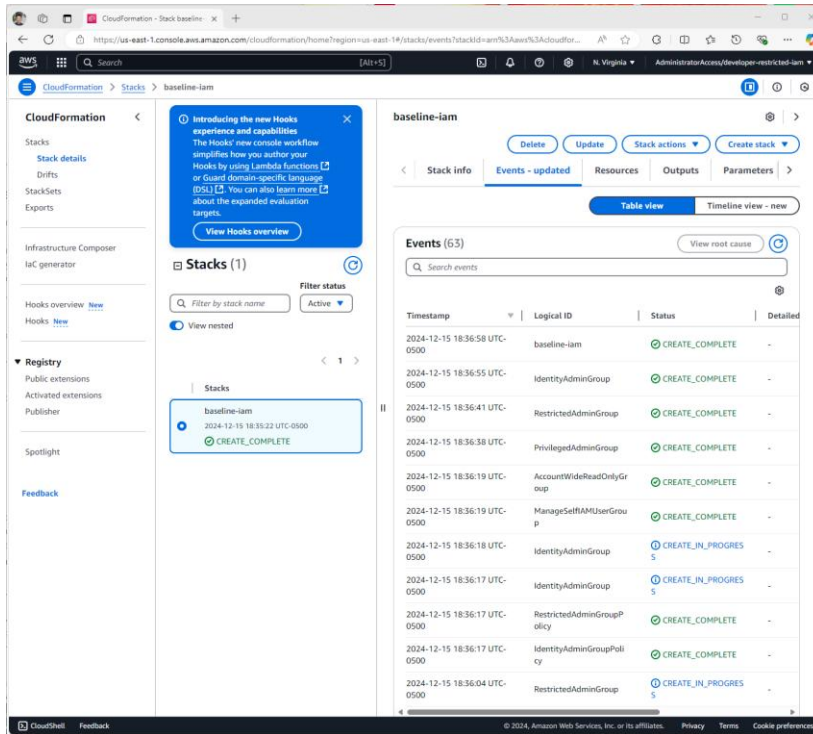 CloudFormation - Stack baseline-
https://us-east-1.console.aws.amazon.com/cloudformation/home?region=us-east-1#/stacks/events?stackId=arn%3Aaws%3Acloudfor...
aws
Search
[Alt+S]
N. Virginia
AdministratorAccess/developer-restricted-iam
CloudFormation > Stacks > baseline-iam
CloudFormation
Stacks
Stack details
Drifts
StackSets
Exports
Infrastructure Composer
IaC generator
Hooks overview New
Hooks New
Registry
Public extensions
Activated extensions
Publisher
Spotlight
Feedback
Introducing the new Hooks
experience and capabilities
The Hooks' new console workflow
simplifies how you author your
Hooks by using Lambda functions
or Guard domain-specific language
(DSL). You can also learn more
about the expanded evaluation
targets.
View Hooks overview
Stacks (1)
Filter status
Filter by stack name
Active
View nested
1
Stacks
baseline-iam
2024-12-15 18:35:22 UTC-0500
CREATE_COMPLETE
baseline-iam
Delete
Update
Stack actions
Create stack
Stack info
Events - updated
Resources
Outputs
Parameters
Table view
Timeline view - new
Events (63)
View root cause
Search events
Timestamp
Logical ID
Status
Detailed
2024-12-15 18:36:58 UTC-
0500
baseline-iam
CREATE_COMPLETE
-
2024-12-15 18:36:55 UTC-
0500
IdentityAdminGroup
CREATE_COMPLETE
-
2024-12-15 18:36:41 UTC-
0500
RestrictedAdminGroup
CREATE_COMPLETE
-
2024-12-15 18:36:38 UTC-
0500
PrivilegedAdminGroup
CREATE_COMPLETE
-
2024-12-15 18:36:19 UTC-
0500
AccountWideReadOnlyGr
oup
CREATE_COMPLETE
-
2024-12-15 18:36:19 UTC-
0500
ManageSelfIAMUserGrou
p
CREATE_COMPLETE
-
2024-12-15 18:36:18 UTC-
0500
IdentityAdminGroup
CREATE_IN_PROGRES
S
-
2024-12-15 18:36:17 UTC-
0500
IdentityAdminGroup
CREATE_IN_PROGRES
S
-
2024-12-15 18:36:17 UTC-
0500
RestrictedAdminGroupP
olicy
CREATE_COMPLETE
-
2024-12-15 18:36:17 UTC-
0500
IdentityAdminGroupPoli
cy
CREATE_COMPLETE
-
2024-12-15 18:36:04 UTC-
0500
RestrictedAdminGroup
CREATE_IN_PROGRES
S
-
CloudShell
Feedback
© 2024, Amazon Web Services, Inc. or its affiliates.
Privacy
Terms
Cookie preferences